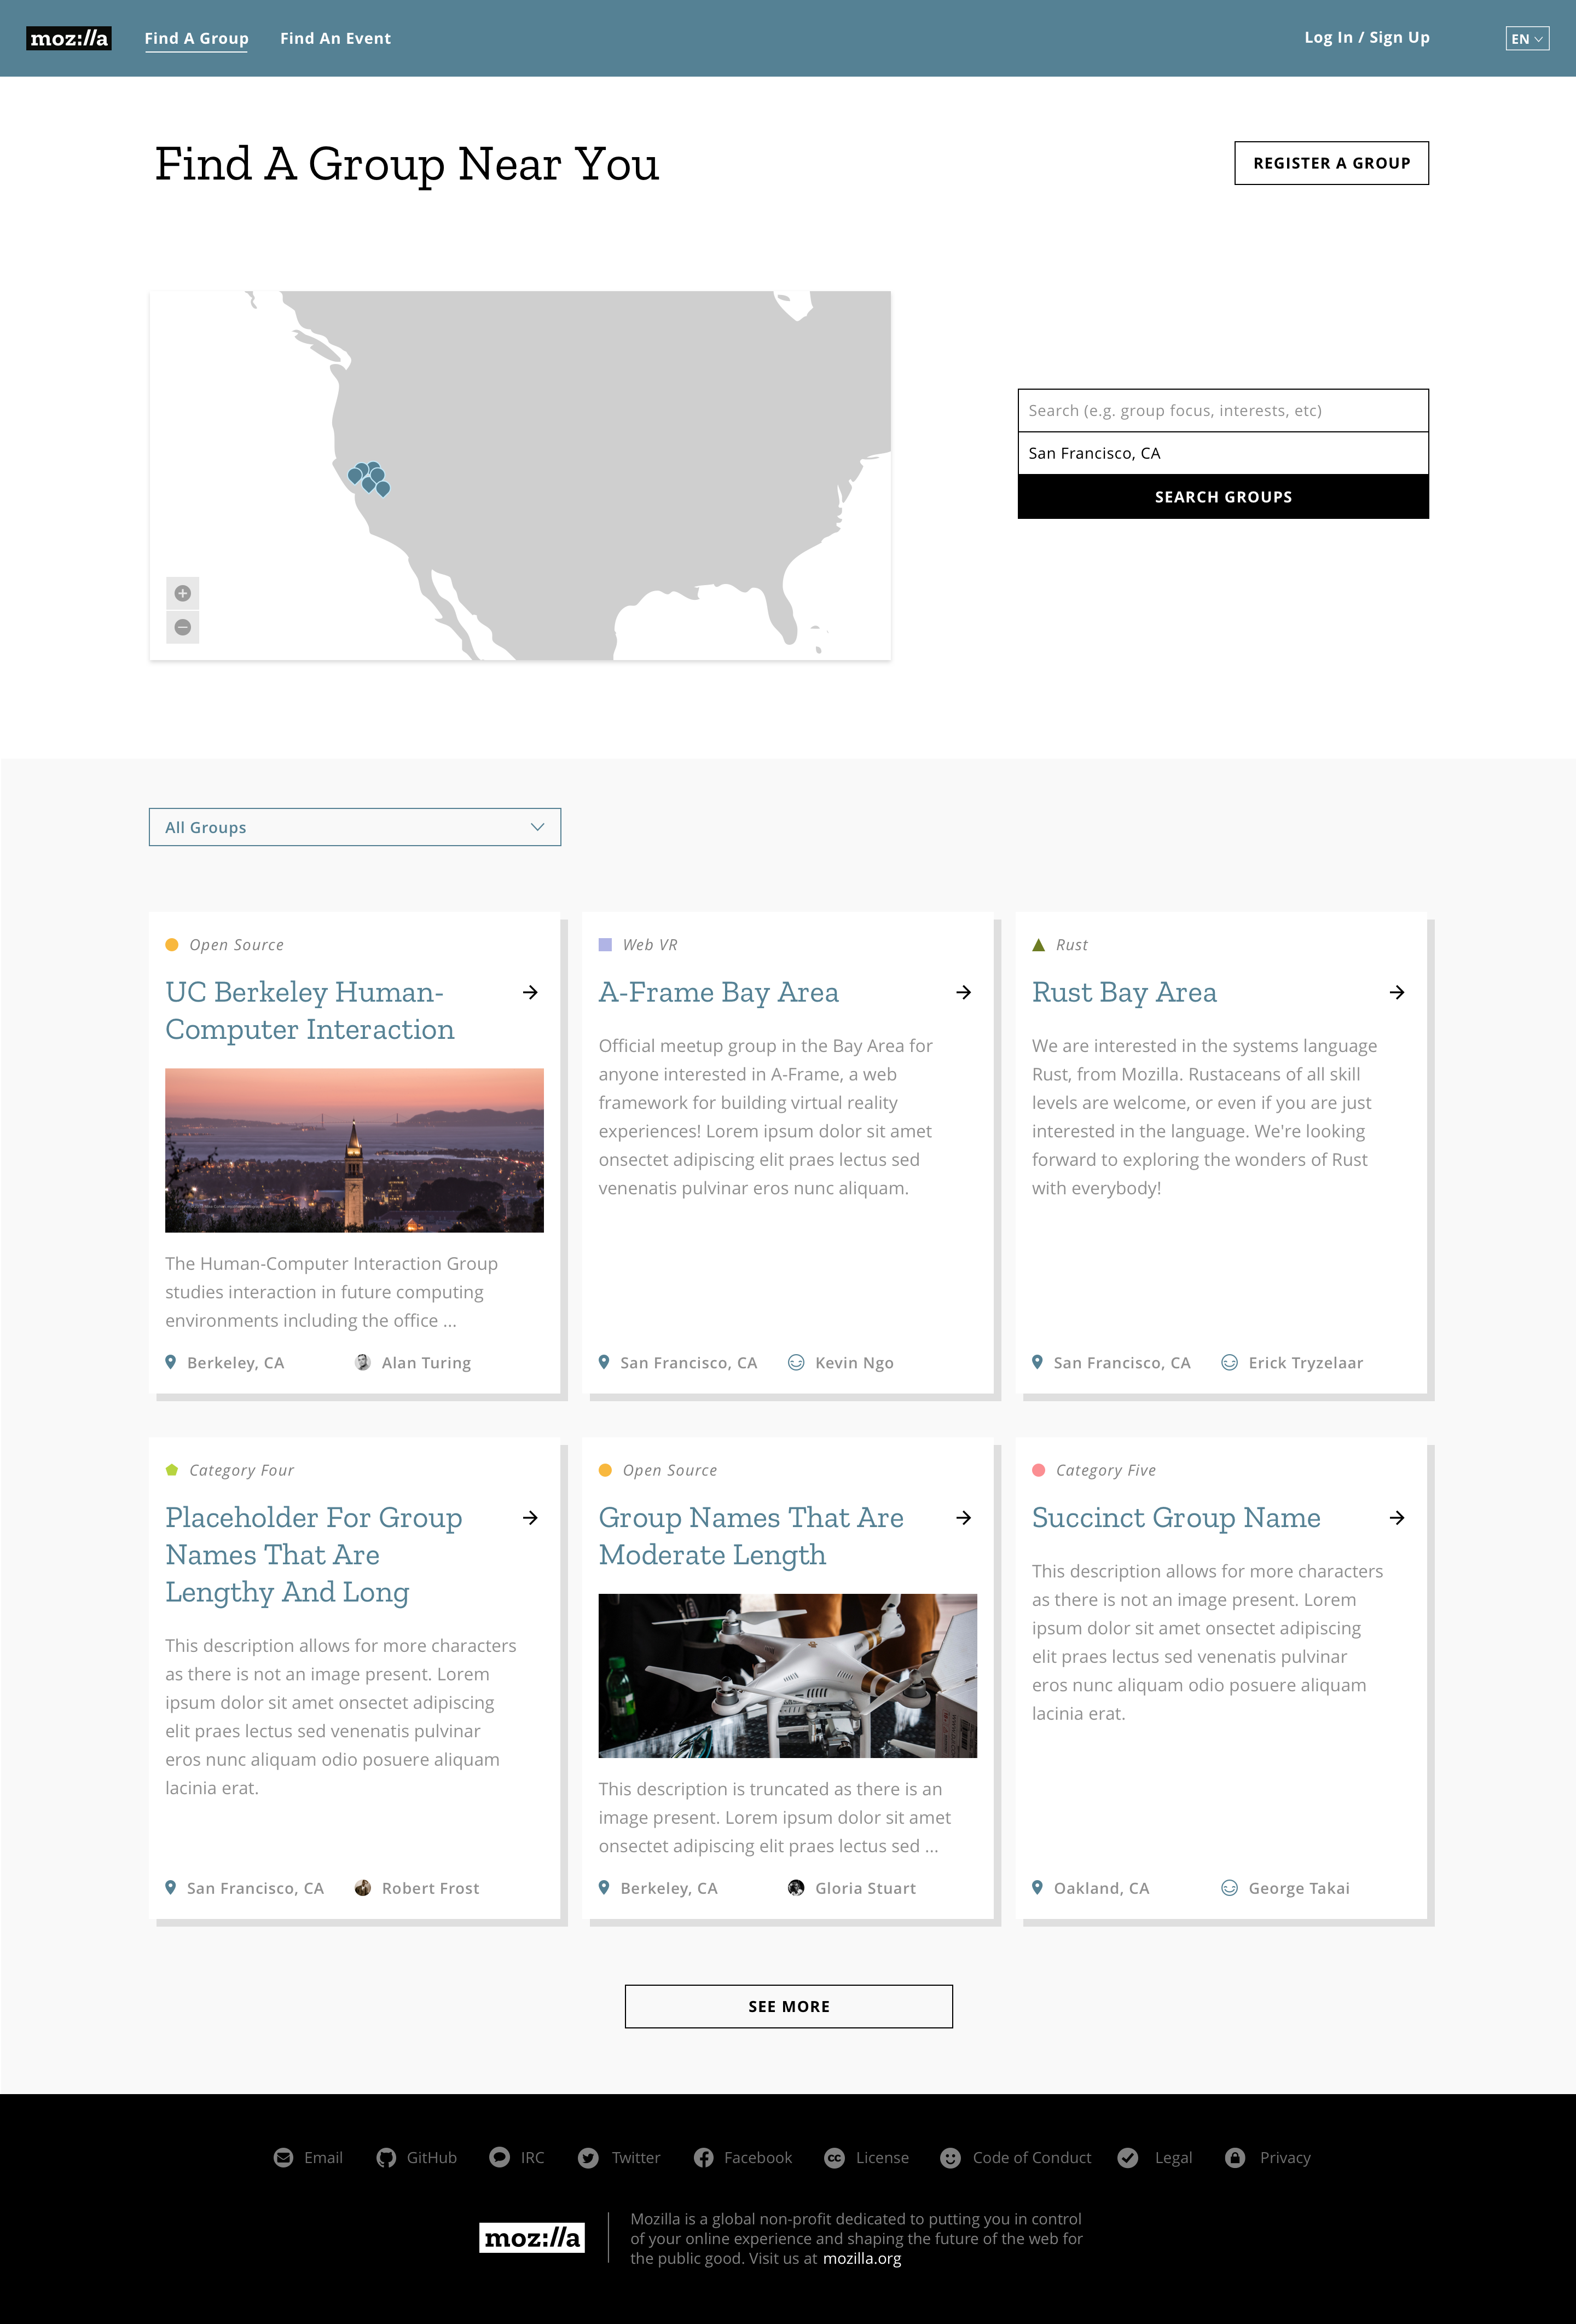 moz://a
Find A Group
Find An Event
Log In / Sign Up
EN
Find A Group Near You
REGISTER A GROUP
Search (e.g. group focus, interests, etc)
San Francisco, CA
SEARCH GROUPS
All Groups
Open Source
UC Berkeley Human-
Computer Interaction
The Human-Computer Interaction Group
studies interaction in future computing
environments including the office ...
Berkeley, CA
Alan Turing
Web VR
A-Frame Bay Area
Official meetup group in the Bay Area for
anyone interested in A-Frame, a web
framework for building virtual reality
experiences! Lorem ipsum dolor sit amet
onsectet adipiscing elit praes lectus sed
venenatis pulvinar eros nunc aliquam.
San Francisco, CA
Kevin Ngo
Rust
Rust Bay Area
We are interested in the systems language
Rust, from Mozilla. Rustaceans of all skill
levels are welcome, or even if you are just
interested in the language. We're looking
forward to exploring the wonders of Rust
with everybody!
San Francisco, CA
Erick Tryzelaar
Category Four
Placeholder For Group
Names That Are
Lengthy And Long
This description allows for more characters
as there is not an image present. Lorem
ipsum dolor sit amet onsectet adipiscing
elit praes lectus sed venenatis pulvinar
eros nunc aliquam odio posuere aliquam
lacinia erat.
San Francisco, CA
Robert Frost
Open Source
Group Names That Are
Moderate Length
This description is truncated as there is an
image present. Lorem ipsum dolor sit amet
onsectet adipiscing elit praes lectus sed ...
Berkeley, CA
Gloria Stuart
Category Five
Succinct Group Name
This description allows for more characters
as there is not an image present. Lorem
ipsum dolor sit amet onsectet adipiscing
elit praes lectus sed venenatis pulvinar
eros nunc aliquam odio posuere aliquam
lacinia erat.
Oakland, CA
George Takai
SEE MORE
Email
GitHub
IRC
Twitter
Facebook
cc
License
Code of Conduct
Legal
Privacy
moz://a
Mozilla is a global non-profit dedicated to putting you in control
of your online experience and shaping the future of the web for
the public good. Visit us at mozilla.org